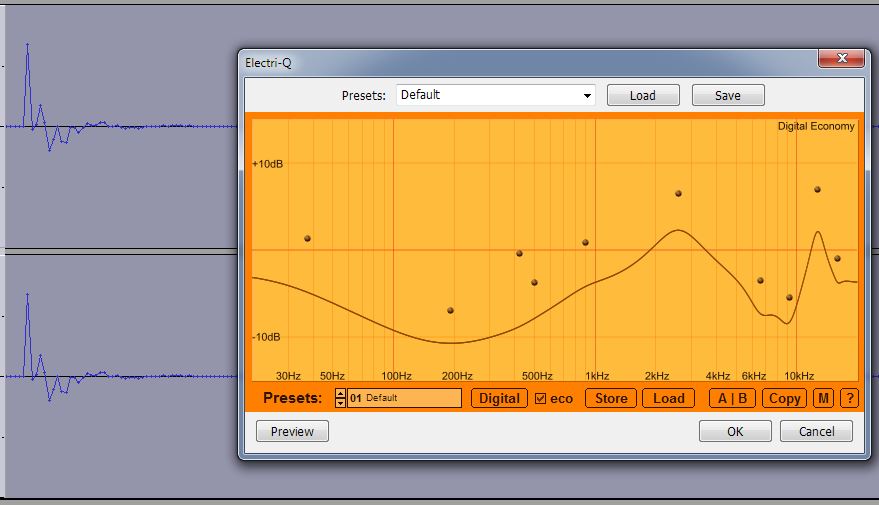 Electri-Q
Presets: Default Load Save
Digital Economy
+10dB
-10dB
30Hz 50Hz 100Hz 200Hz 500Hz 1kHz 2kHz 4kHz 6kHz 10kHz
Presets: 01 Default Digital eco Store Load A | B Copy M ?
Preview OK Cancel